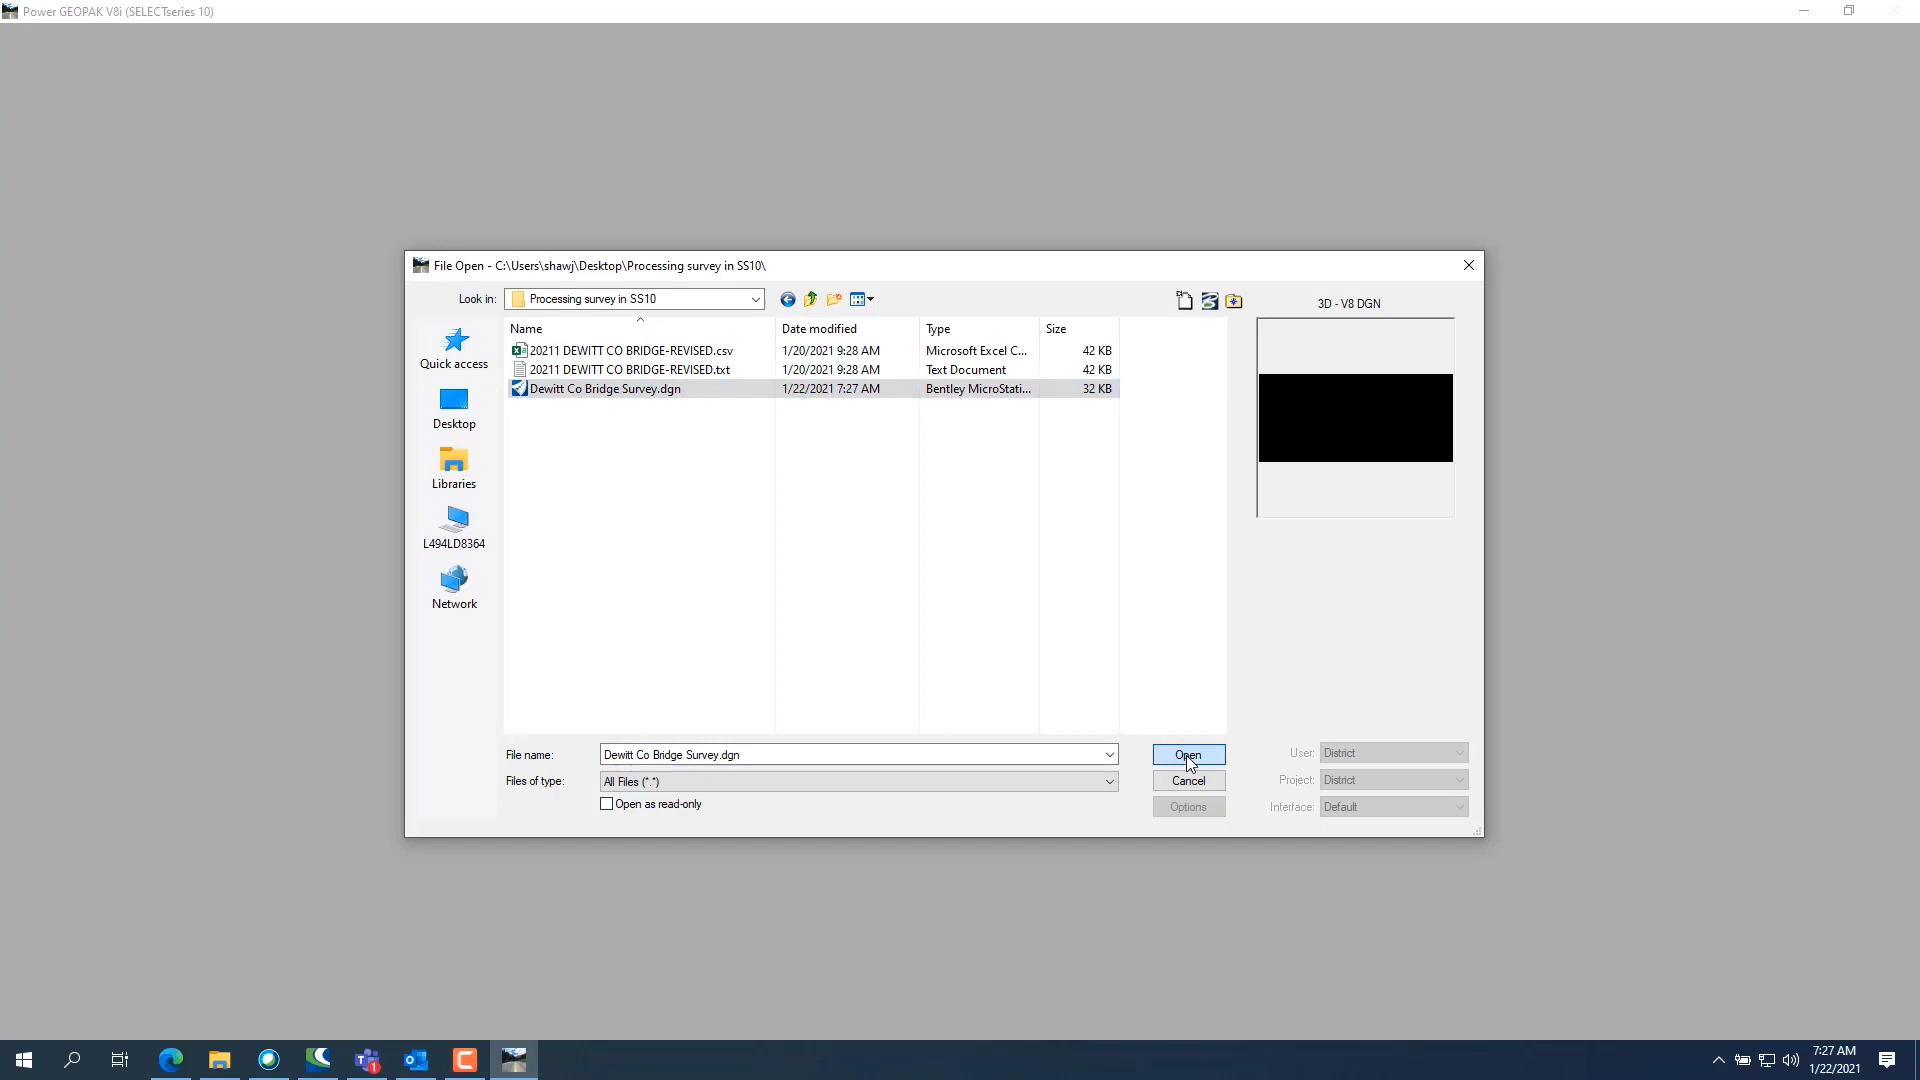 Power GEOPAK V8i (SELECTseries 10)
File Open - C:\Users\shawj\Desktop\Processing survey in SS10\
Look in: Processing survey in SS10
3D - V8 DGN
Name Date modified Type Size
20211 DEWITT CO BRIDGE-REVISED.csv 1/20/2021 9:28 AM Microsoft Excel C... 42 KB
20211 DEWITT CO BRIDGE-REVISED.txt 1/20/2021 9:28 AM Text Document 42 KB
Dewitt Co Bridge Survey.dgn 1/22/2021 7:27 AM Bentley MicroStati... 32 KB
Quick access
Desktop
Libraries
L494LD8364
Network
File name: Dewitt Co Bridge Survey.dgn Open User: District
Files of type: All Files (*.*) Cancel Project: District
Open as read-only Options Interface: Default
1
7:27 AM
1/22/2021